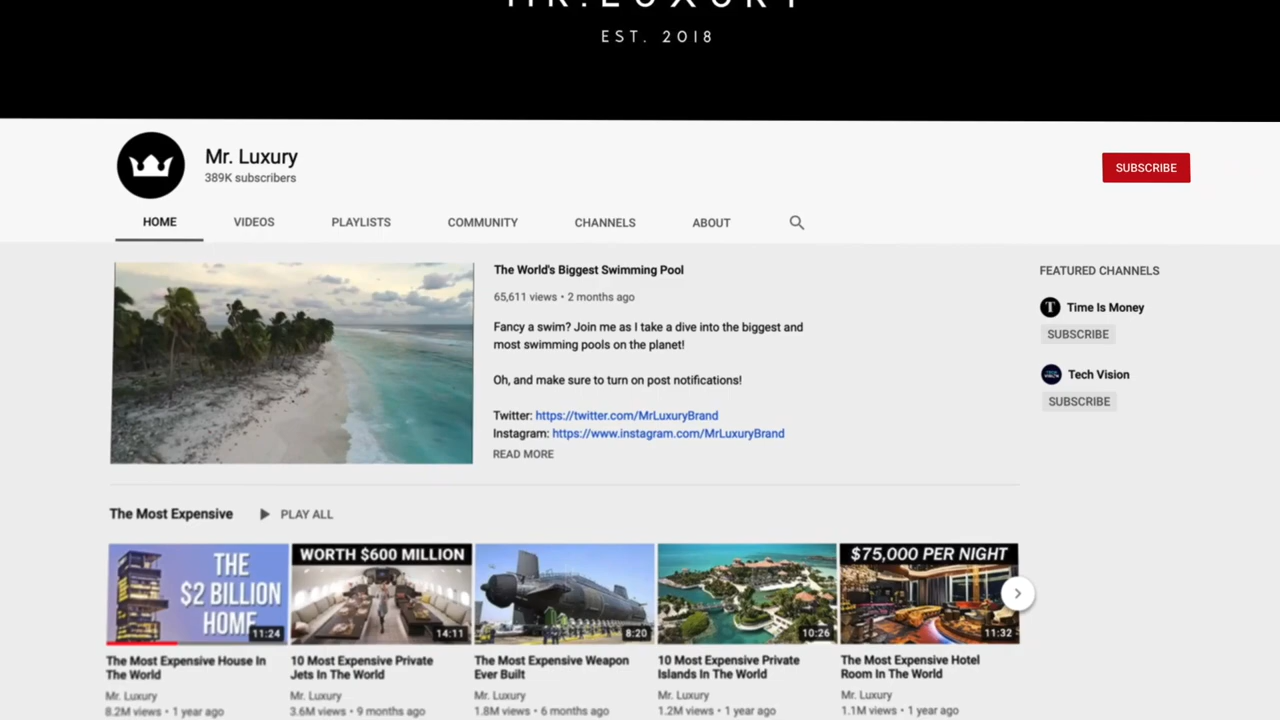 MR.LUXURY
EST. 2018
Mr. Luxury
389K subscribers
SUBSCRIBE
HOME
VIDEOS
PLAYLISTS
COMMUNITY
CHANNELS
ABOUT
The World's Biggest Swimming Pool
65,611 views • 2 months ago
Fancy a swim? Join me as I take a dive into the biggest and
most swimming pools on the planet!
Oh, and make sure to turn on post notifications!
Twitter: https://twitter.com/MrLuxuryBrand
Instagram: https://www.instagram.com/MrLuxuryBrand
READ MORE
FEATURED CHANNELS
T
Time Is Money
SUBSCRIBE
Tech Vision
SUBSCRIBE
The Most Expensive
PLAY ALL
THE
$2 BILLION
HOME
11:24
The Most Expensive House In
The World
Mr. Luxury
8.2M views • 1 year ago
WORTH $600 MILLION
14:11
10 Most Expensive Private
Jets In The World
Mr. Luxury
3.6M views • 9 months ago
8:20
The Most Expensive Weapon
Ever Built
Mr. Luxury
1.8M views • 6 months ago
10:26
10 Most Expensive Private
Islands In The World
Mr. Luxury
1.2M views • 1 year ago
$75,000 PER NIGHT
11:32
The Most Expensive Hotel
Room In The World
Mr. Luxury
1.1M views • 1 year ago